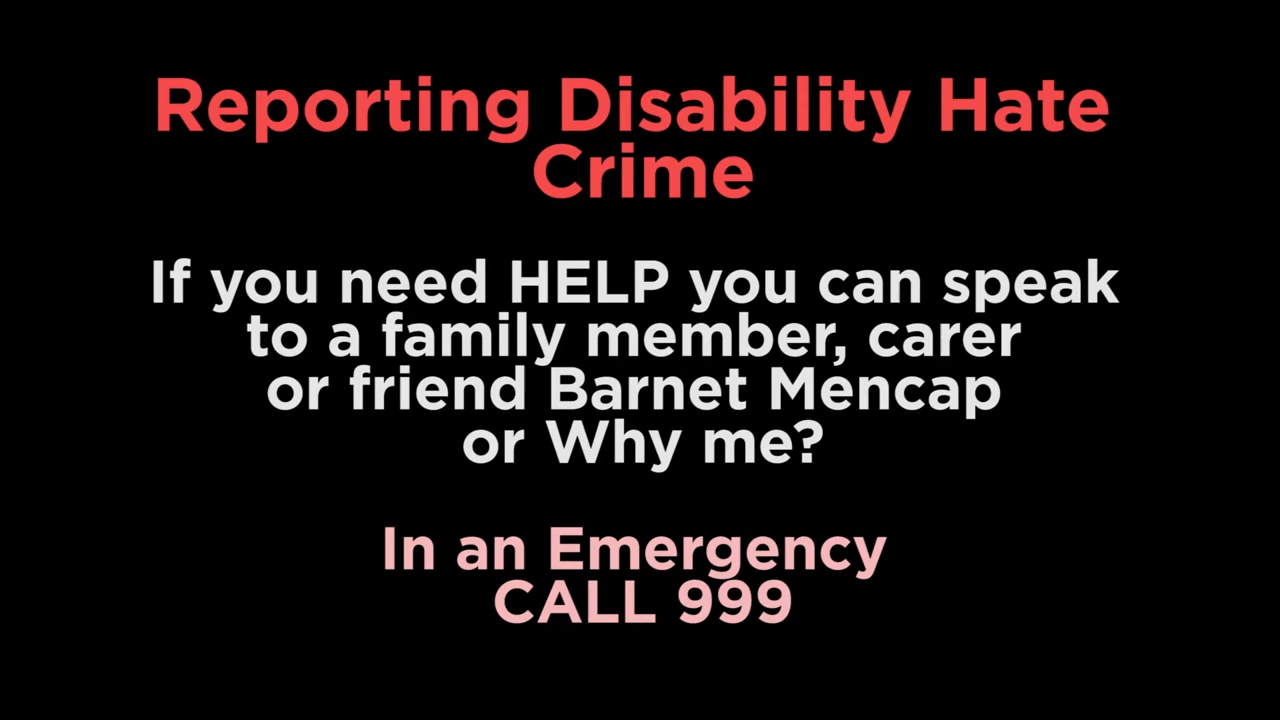 Reporting Disability Hate
Crime
If you need HELP you can speak
to a family member, carer
or friend Barnet Mencap
or Why me?
In an Emergency
CALL 999